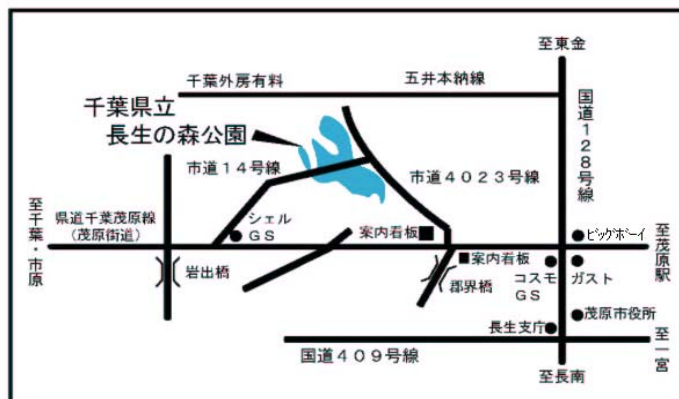 至東金
千葉外房有料
五井本納線
国道128号線
千葉県立
長生の森公園
市道14号線
市道4023号線
至千葉・市原
県道千葉茂原線
(茂原街道)
シェル
GS
案内看板
ビッグボーイ
至茂原駅
岩出橋
案内看板
郡界橋
コスモ
GS
ガスト
茂原市役所
長生支庁
国道409号線
至一宮
至長南